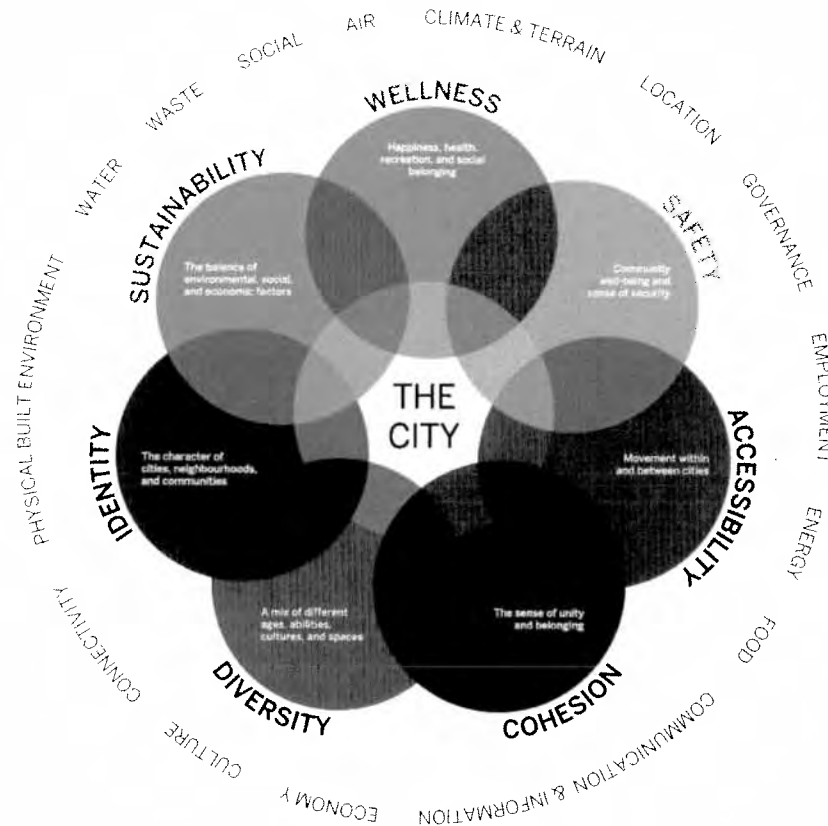 AIR
CLIMATE & TERRAIN
LOCATION
GOVERNANCE
EMPLOYMENT
ENERGY
FOOD
COMMUNICATION & INFORMATION
ECONOMY
CULTURE
CONNECTIVITY
PHYSICAL BUILT ENVIRONMENT
WATER
WASTE
SOCIAL
WELLNESS
Happiness, health,
recreation, and social
belonging
SAFETY
Community
well-being and
sense of security
ACCESSIBILITY
Movement within
and between cities
COHESION
The sense of unity
and belonging
DIVERSITY
A mix of different
ages, abilities,
cultures, and spaces
IDENTITY
The character of
cities, neighbourhoods,
and communities
SUSTAINABILITY
The balance of
environmental, social,
and economic factors
THE
CITY